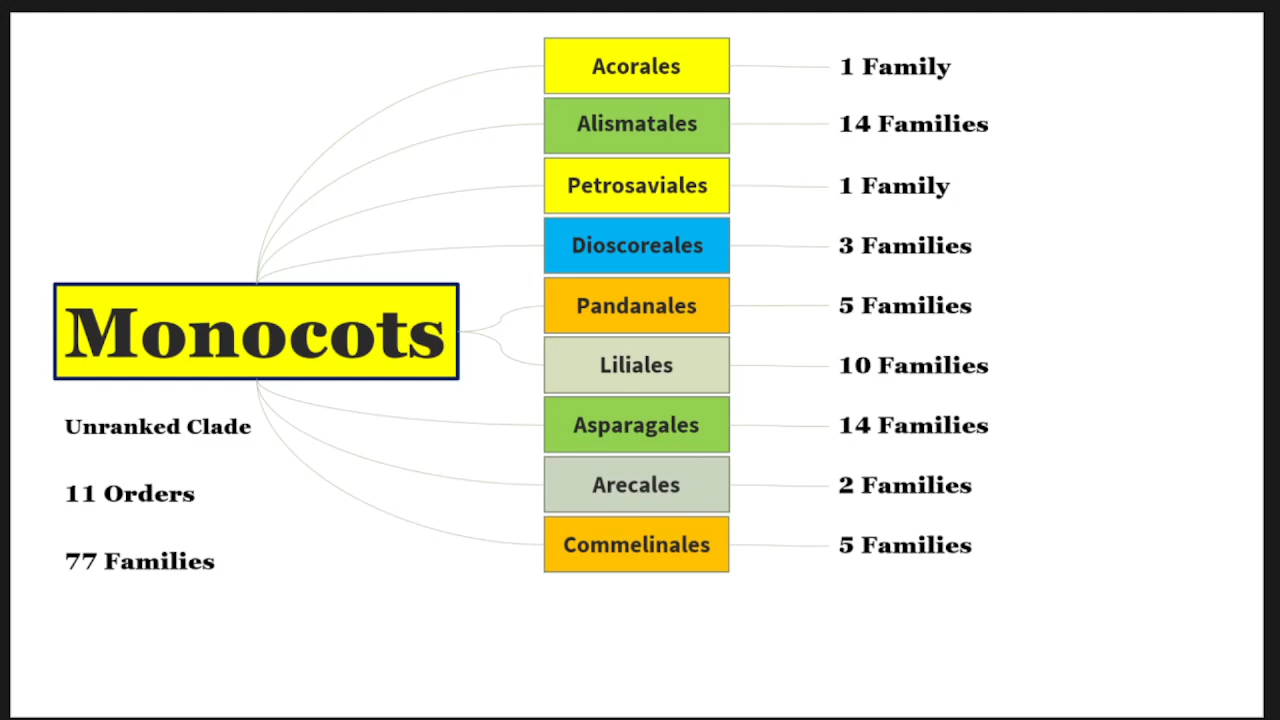 Acorales 1 Family
Alismatales 14 Families
Petrosaviales 1 Family
Dioscoreales 3 Families
Monocots
Pandanales 5 Families
Liliales 10 Families
Unranked Clade
Asparagales 14 Families
11 Orders
Arecales 2 Families
77 Families
Commelinales 5 Families